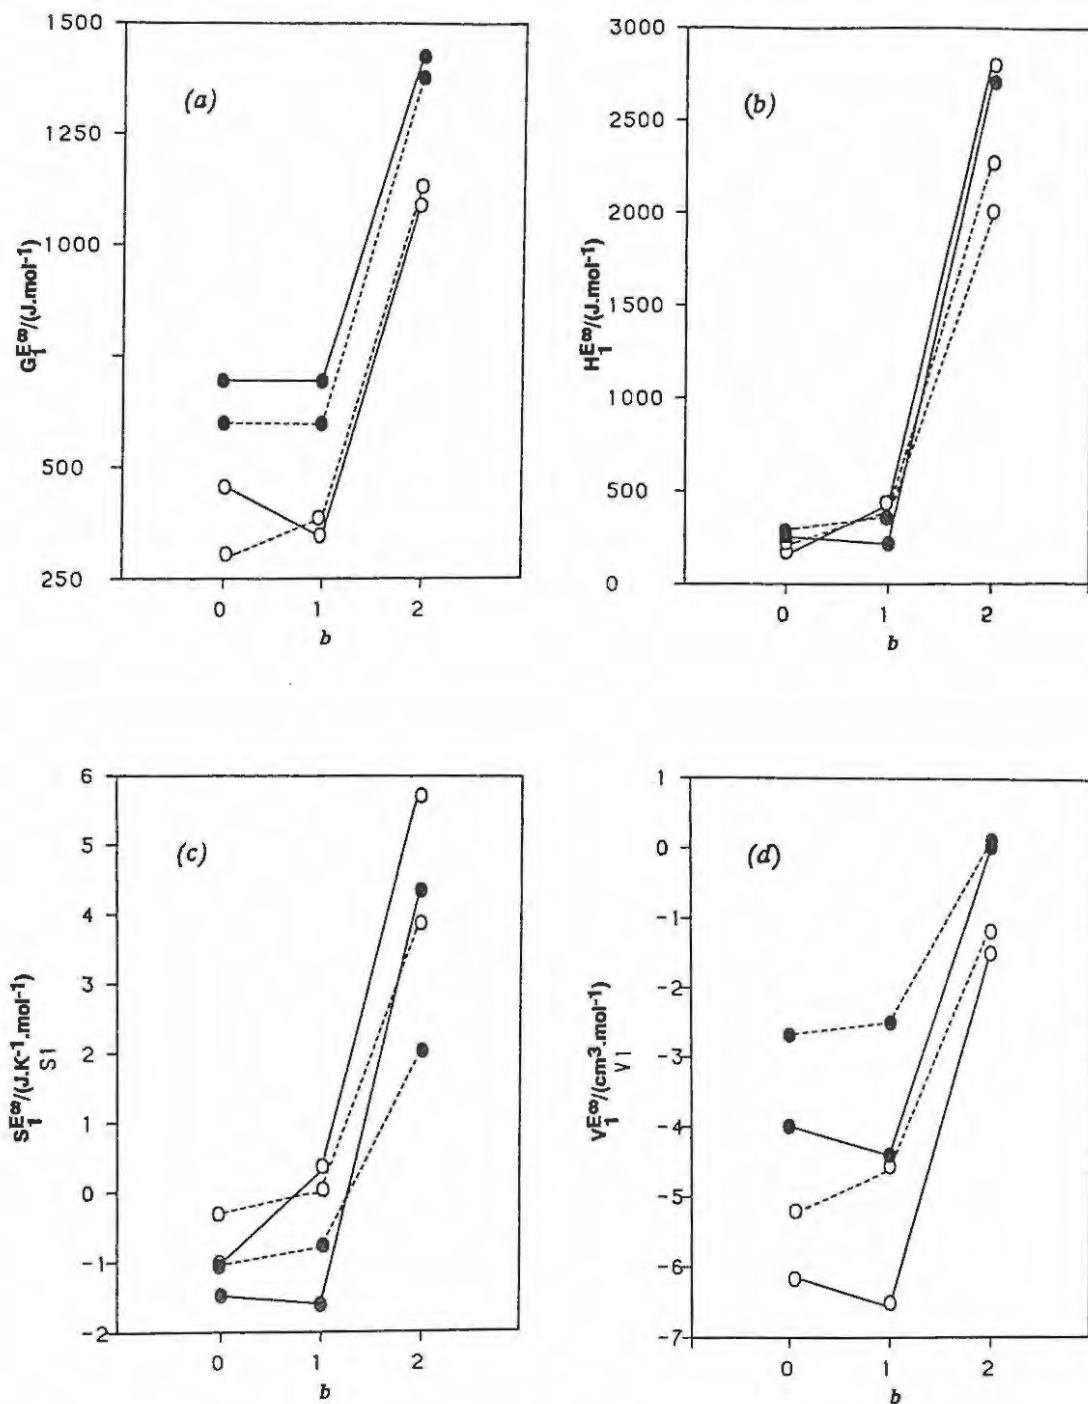 1500
1250
1000
500
250
G₁ᴱ∞/(J.mol-1)
(a)
0 1 2
b
3000
2500
2000
2500
1000
500
0
H₁ᴱ∞/(J.mol-1)
(b)
0 1 2
b
6
5
4
3
2
1
0
-1
-2
S₁ᴱ∞/(J.K-1.mol-1)
S1
(c)
0 1 2
b
1
0
-1
-2
-3
-4
-5
-6
-7
V₁ᴱ∞/(cm3.mol-1)
V1
(d)
0 1 2
b